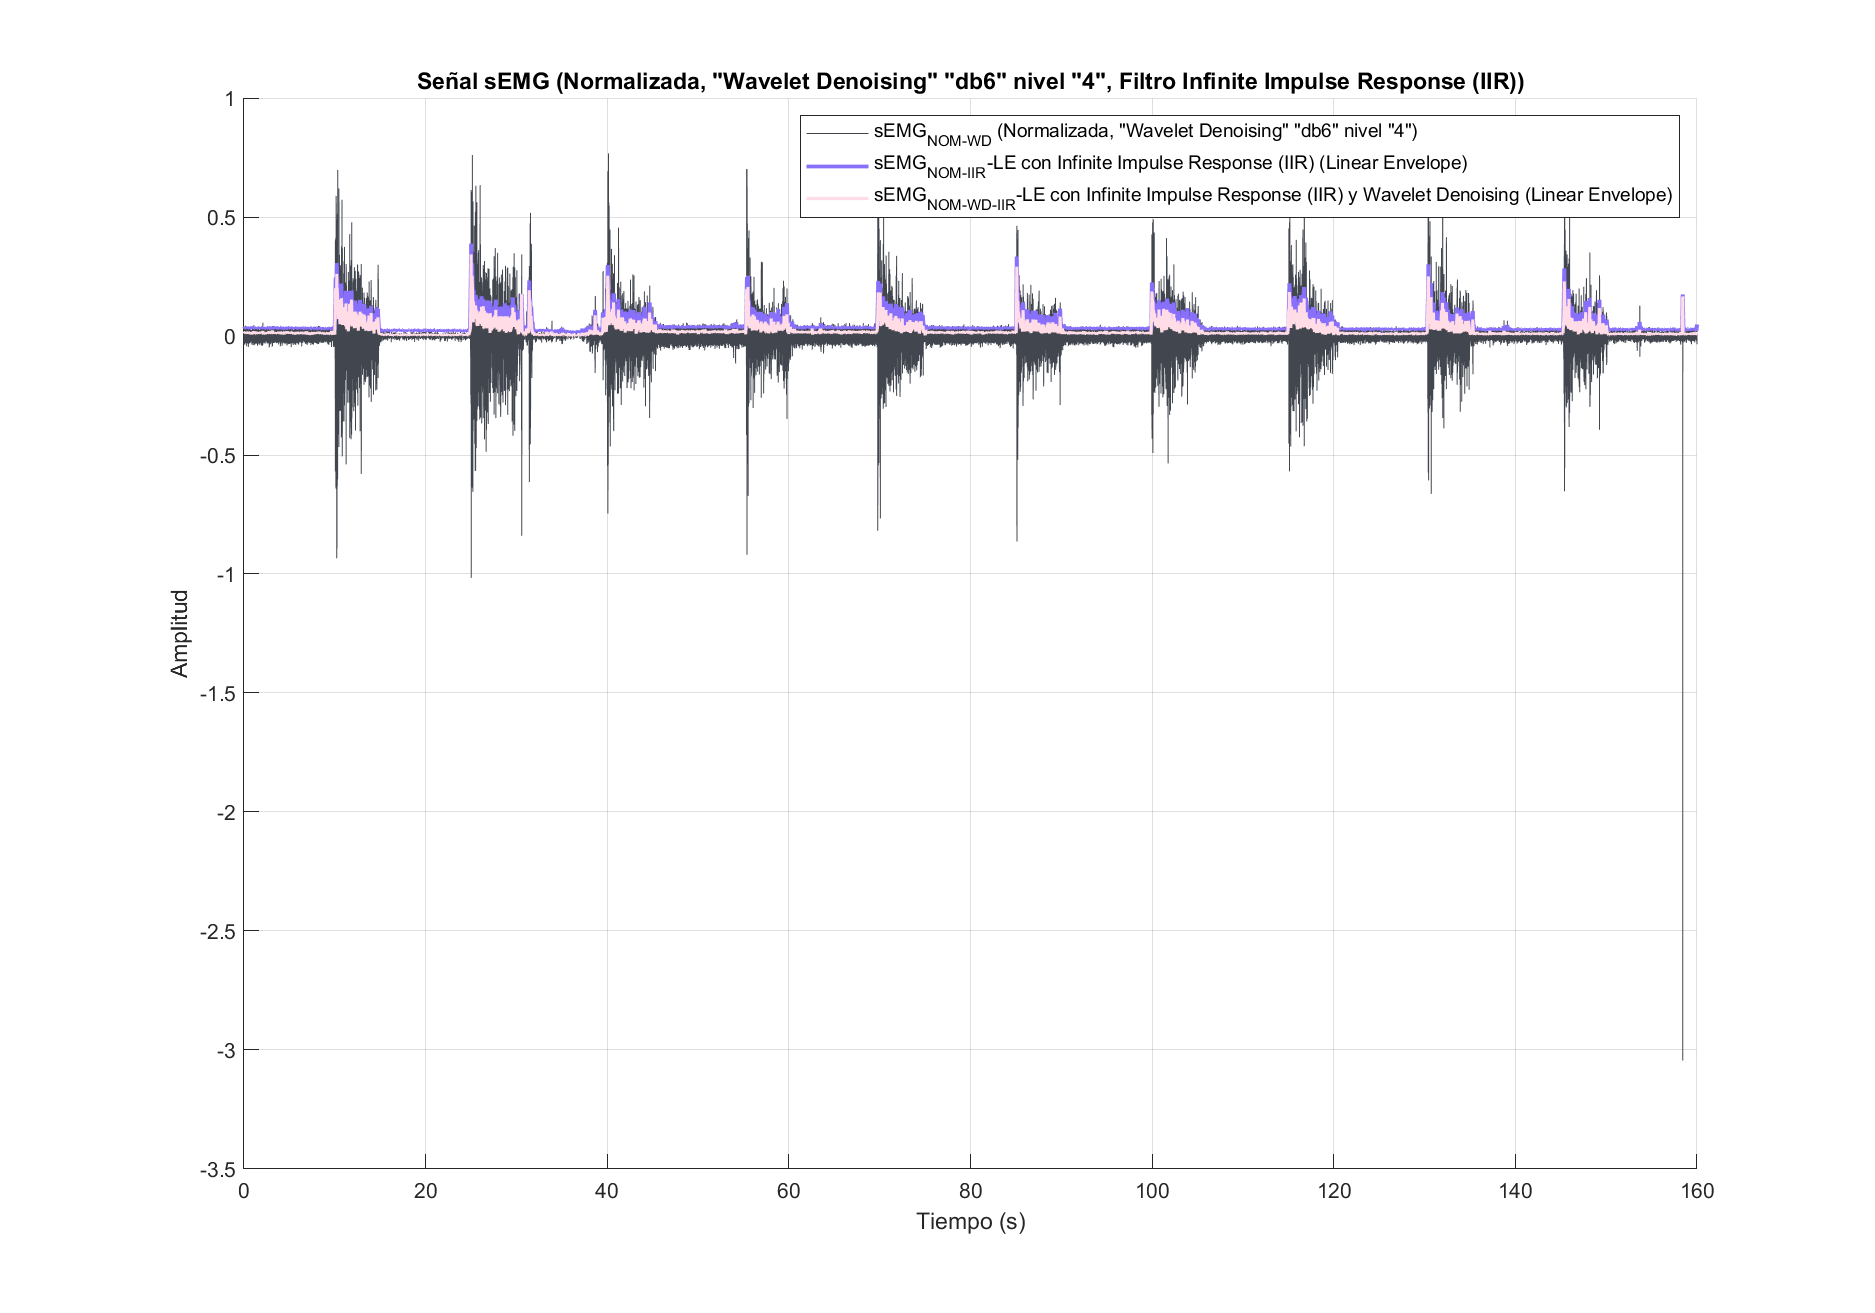 Señal sEMG (Normalizada, "Wavelet Denoising" "db6" nivel "4", Filtro Infinite Impulse Response (IIR))
sEMG_NOM-WD (Normalizada, "Wavelet Denoising" "db6" nivel "4")
sEMG_NOM-IIR-LE con Infinite Impulse Response (IIR) (Linear Envelope)
sEMG_NOM-WD-IIR-LE con Infinite Impulse Response (IIR) y Wavelet Denoising (Linear Envelope)
1
0.5
0
-0.5
-1
-1.5
-2
-2.5
-3
-3.5
Amplitud
0 20 40 60 80 100 120 140 160
Tiempo (s)